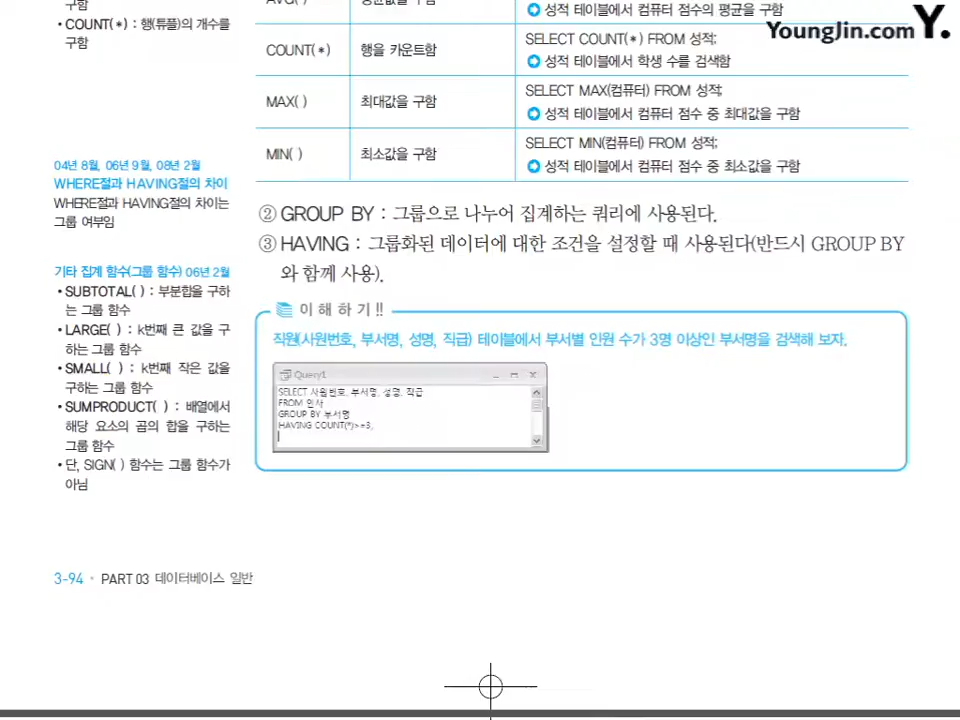 구함
• COUNT(*) : 행(튜플)의 개수를
구함
04년 8월, 06년 9월, 08년 2월
WHERE절과 HAVING절의 차이
WHERE절과 HAVING절의 차이는
그룹 여부임
기타 집계 함수(그룹 함수) 06년 2월
• SUBTOTAL( ) : 부분합을 구하
는 그룹 함수
• LARGE( ) : k번째 큰 값을 구
하는 그룹 함수
• SMALL( ) : k번째 작은 값을
구하는 그룹 함수
• SUMPRODUCT( ) : 배열에서
해당 요소의 곱의 합을 구하는
그룹 함수
• 단, SIGN( ) 함수는 그룹 함수가
아님
성적 테이블에서 컴퓨터 점수의 평균을 구함
YoungJin.com Y.
COUNT(*) 행을 카운트함 SELECT COUNT(*) FROM 성적;
성적 테이블에서 학생 수를 검색함
MAX( ) 최대값을 구함 SELECT MAX(컴퓨터) FROM 성적;
성적 테이블에서 컴퓨터 점수 중 최대값을 구함
MIN( ) 최소값을 구함 SELECT MIN(컴퓨터) FROM 성적;
성적 테이블에서 컴퓨터 점수 중 최소값을 구함
② GROUP BY : 그룹으로 나누어 집계하는 쿼리에 사용된다.
③ HAVING : 그룹화된 데이터에 대한 조건을 설정할 때 사용된다(반드시 GROUP BY
와 함께 사용).
이해하기!!
직원(사원번호, 부서명, 성명, 직급) 테이블에서 부서별 인원 수가 3명 이상인 부서명을 검색해 보자.
Query1
SELECT 사원번호, 부서명, 성명, 직급
FROM 인사
GROUP BY 부서명
HAVING COUNT(*)>=3;
3-94 • PART 03 데이터베이스 일반